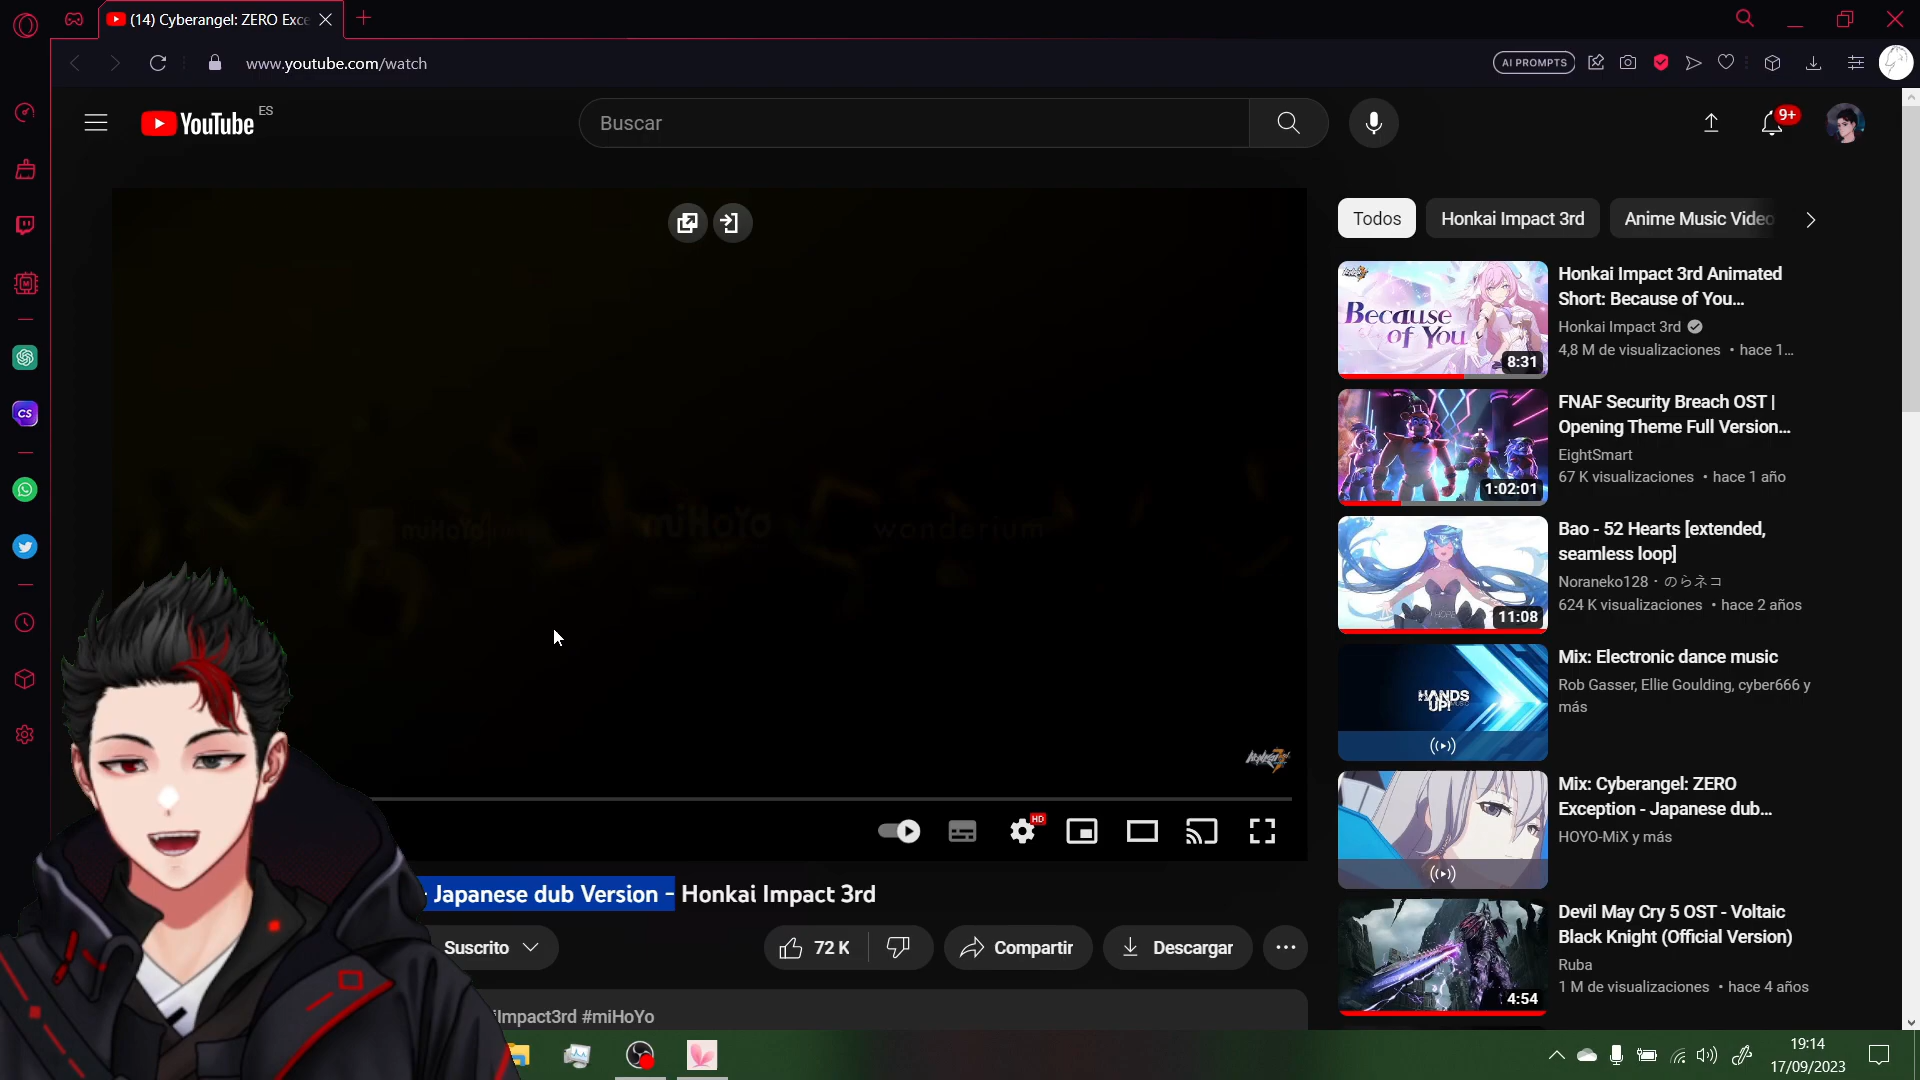 (14) Cyberangel: ZERO Exce
www.youtube.com/watch
AI PROMPTS
YouTube ES
Buscar
9+
Todos
Honkai Impact 3rd
Anime Music Video
miHoYo
miHoYo
wonderium
Because of You
8:31
Honkai Impact 3rd Animated
Short: Because of You...
Honkai Impact 3rd
4,8 M de visualizaciones • hace 1...
1:02:01
FNAF Security Breach OST |
Opening Theme Full Version...
EightSmart
67 K visualizaciones • hace 1 año
11:08
Bao - 52 Hearts [extended,
seamless loop]
Noraneko128・のらネコ
624 K visualizaciones • hace 2 años
HANDS UP!
Mix: Electronic dance music
Rob Gasser, Ellie Goulding, cyber666 y
más
Mix: Cyberangel: ZERO
Exception - Japanese dub...
HOYO-MiX y más
4:54
Devil May Cry 5 OST - Voltaic
Black Knight (Official Version)
Ruba
1 M de visualizaciones • hace 4 años
HD
- Japanese dub Version - Honkai Impact 3rd
Suscrito
72 K
Compartir
Descargar
Impact3rd #miHoYo
CS
19:14
17/09/2023